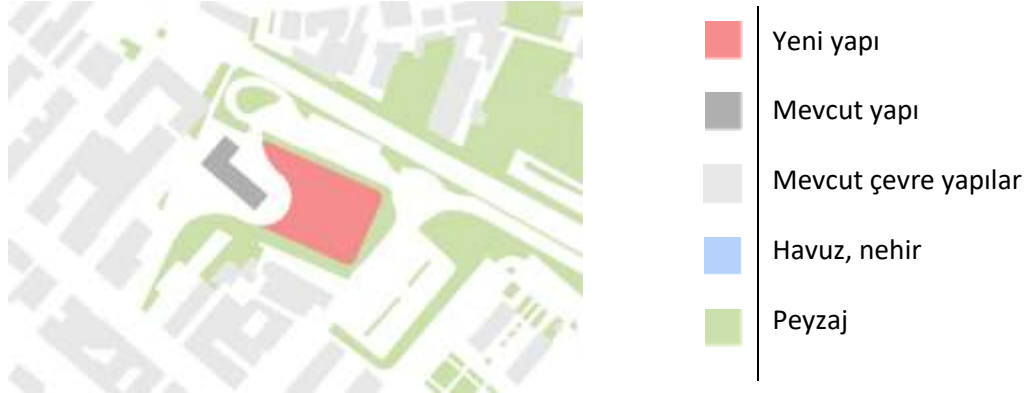 Yeni yapı
Mevcut yapı
Mevcut çevre yapılar
Havuz, nehir
Peyzaj